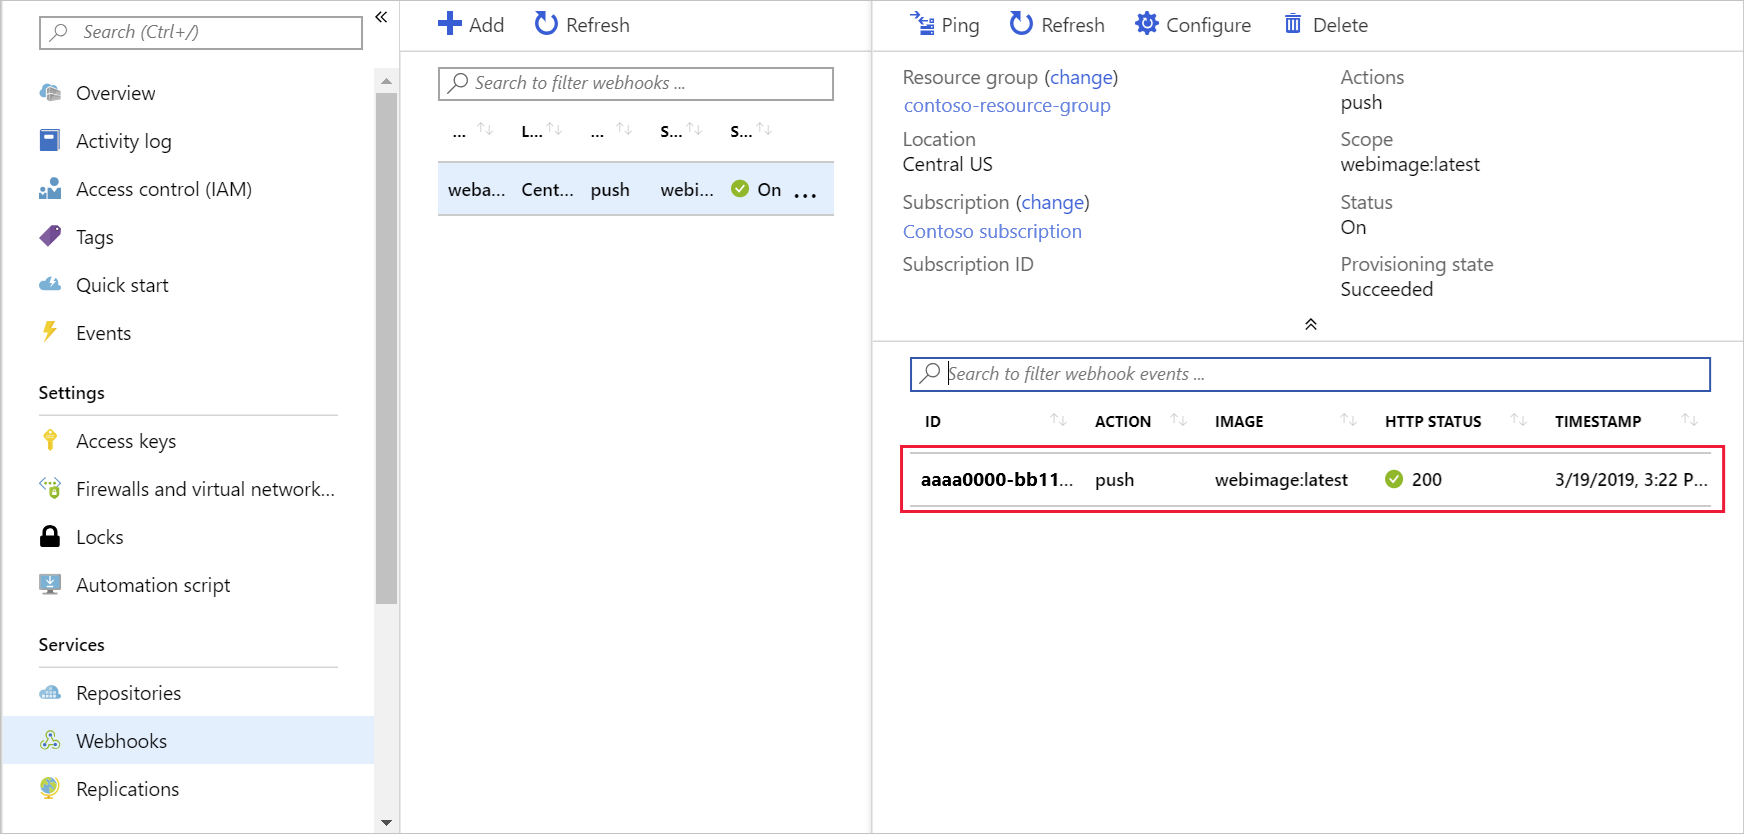 Search (Ctrl+/)
«
Overview
Activity log
Access control (IAM)
Tags
Quick start
Events
Settings
Access keys
Firewalls and virtual network...
Locks
Automation script
Services
Repositories
Webhooks
Replications
Add
Refresh
Search to filter webhooks ...
... L... ... S... S...
weba... Cent... push webi... On ...
Ping
Refresh
Configure
Delete
Resource group (change)
contoso-resource-group
Location
Central US
Subscription (change)
Contoso subscription
Subscription ID
Actions
push
Scope
webimage:latest
Status
On
Provisioning state
Succeeded
Search to filter webhook events ...
ID ACTION IMAGE HTTP STATUS TIMESTAMP
aaaa0000-bb11... push webimage:latest 200 3/19/2019, 3:22 P...